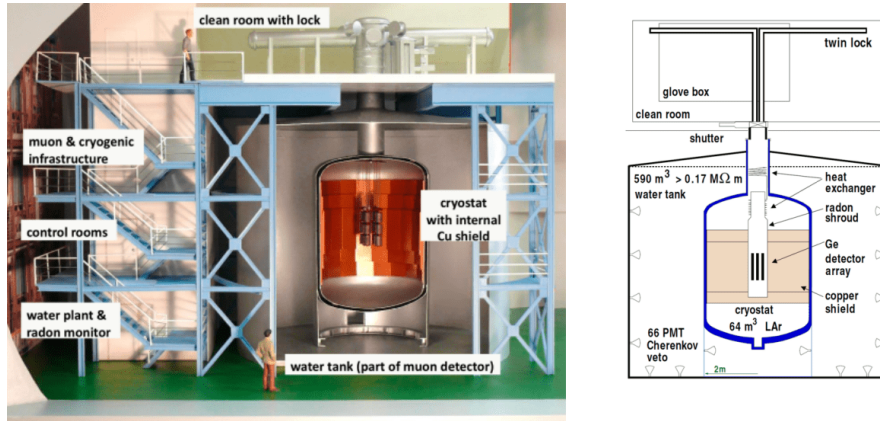 clean room with lock
muon & cryogenic
infrastructure
control rooms
water plant &
radon monitor
cryostat
with internal
Cu shield
water tank (part of muon detector)
twin lock
glove box
clean room
shutter
590 m³ > 0.17 MΩ m
water tank
heat
exchanger
radon
shroud
Ge
detector
array
copper
shield
cryostat
64 m³ LAr
66 PMT
Cherenkov
veto
2m